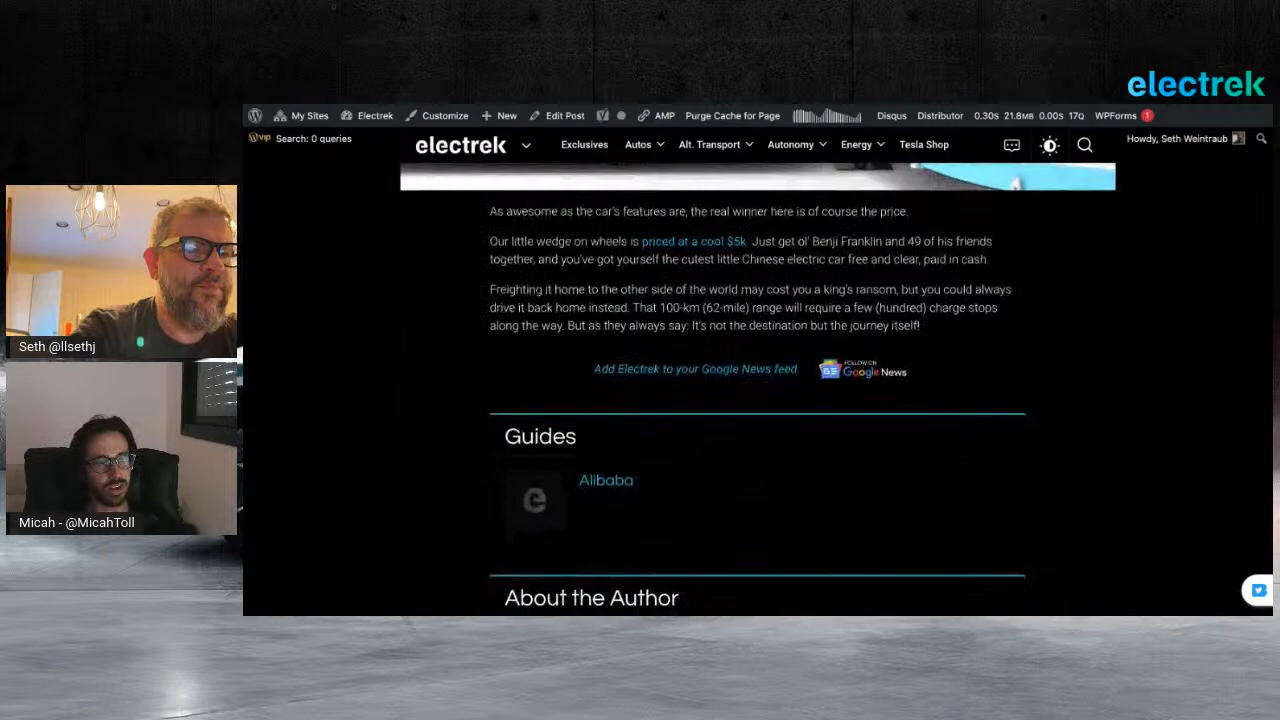 electrek
My Sites Electrek Customize New Edit Post AMP Purge Cache for Page Disqus Distributor 0.30s 21.8MB 0.00s 17Q WPForms 1
vip Search: 0 queries
Howdy, Seth Weintraub
electrek Exclusives Autos Alt. Transport Autonomy Energy Tesla Shop
As awesome as the car's features are, the real winner here is of course the price.
Our little wedge on wheels is priced at a cool $5k Just get ol' Benji Franklin and 49 of his friends
together, and you've got yourself the cutest little Chinese electric car free and clear, paid in cash.
Freighting it home to the other side of the world may cost you a king's ransom, but you could always
drive it back home instead. That 100-km (62-mile) range will require a few (hundred) charge stops
along the way. But as they always say: It's not the destination but the journey itself!
Add Electrek to your Google News feed
FOLLOW ON
Google News
Guides
e
Alibaba
About the Author
Seth @llsethj
Micah - @MicahToll